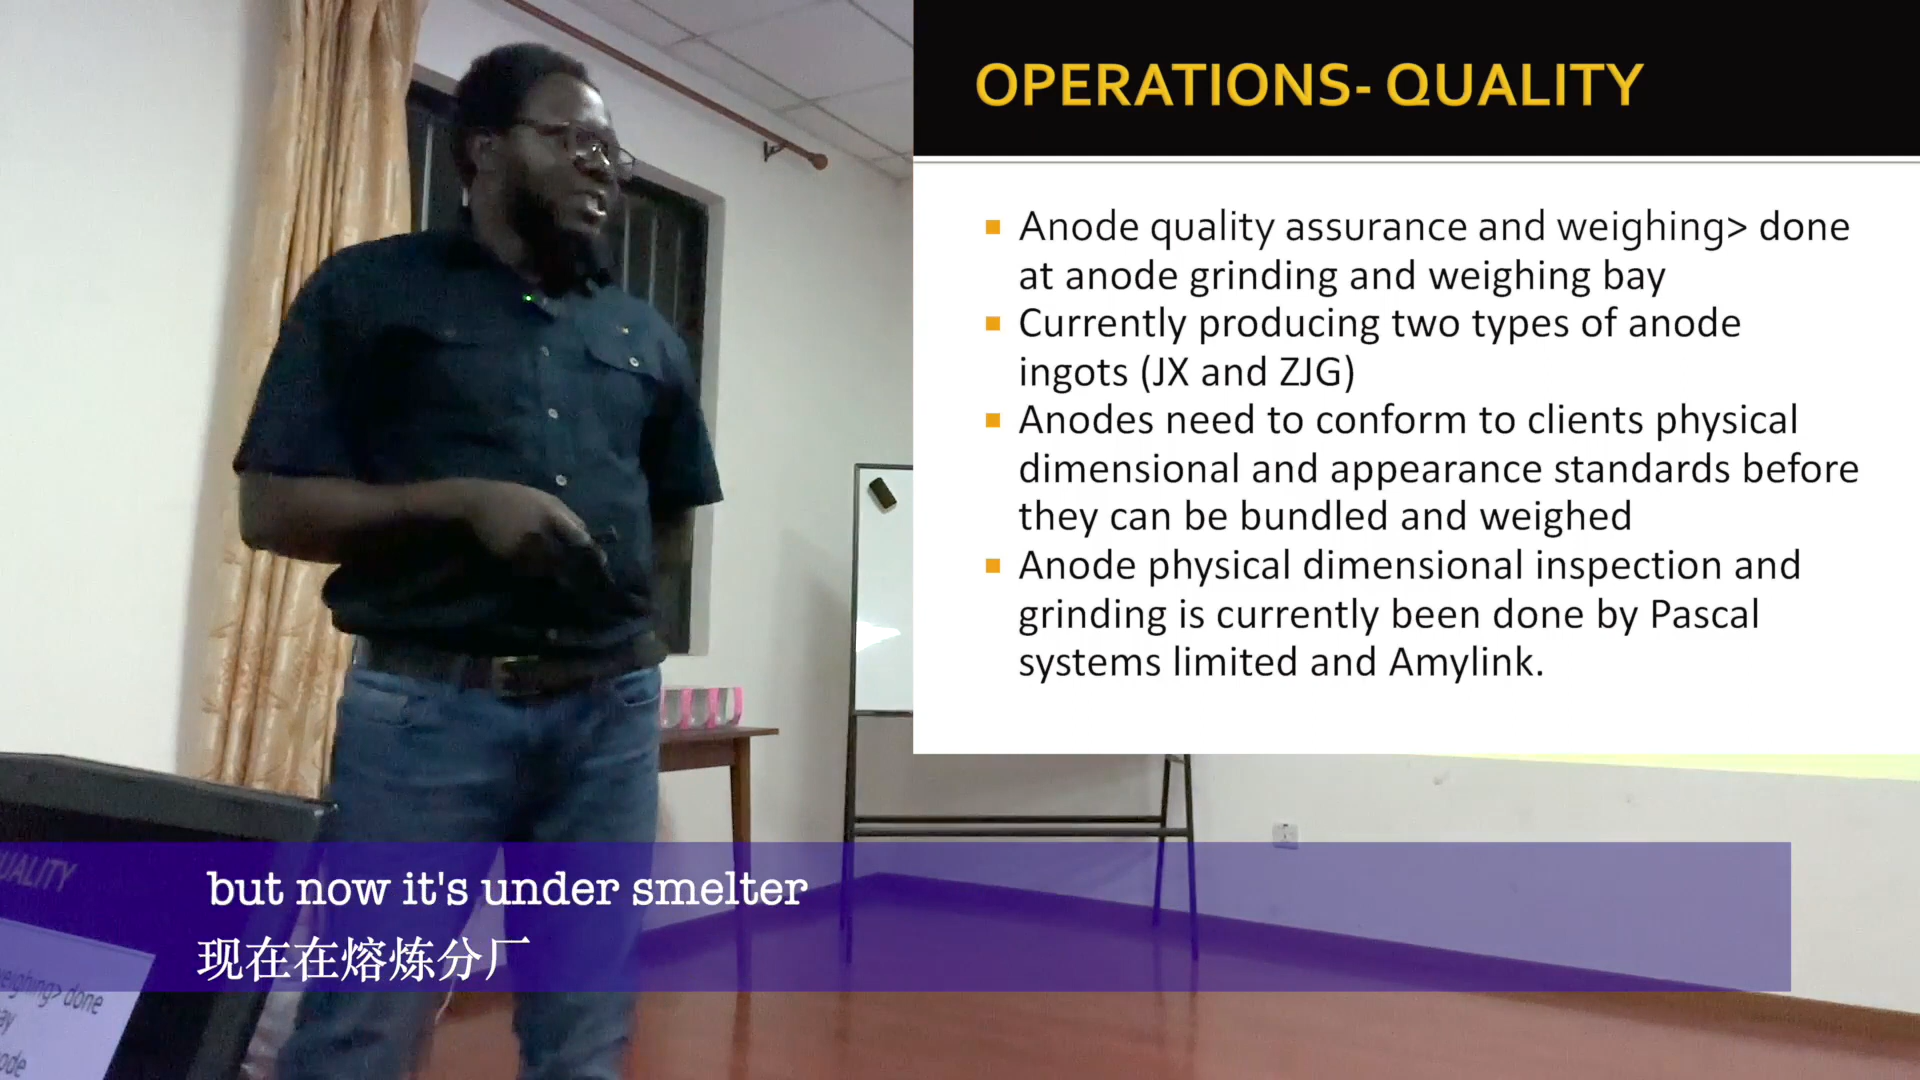 OPERATIONS- QUALITY
Anode quality assurance and weighing> done
at anode grinding and weighing bay
Currently producing two types of anode
ingots (JX and ZJG)
Anodes need to conform to clients physical
dimensional and appearance standards before
they can be bundled and weighed
Anode physical dimensional inspection and
grinding is currently been done by Pascal
systems limited and Amylink.
but now it's under smelter
现在在熔炼分厂
done